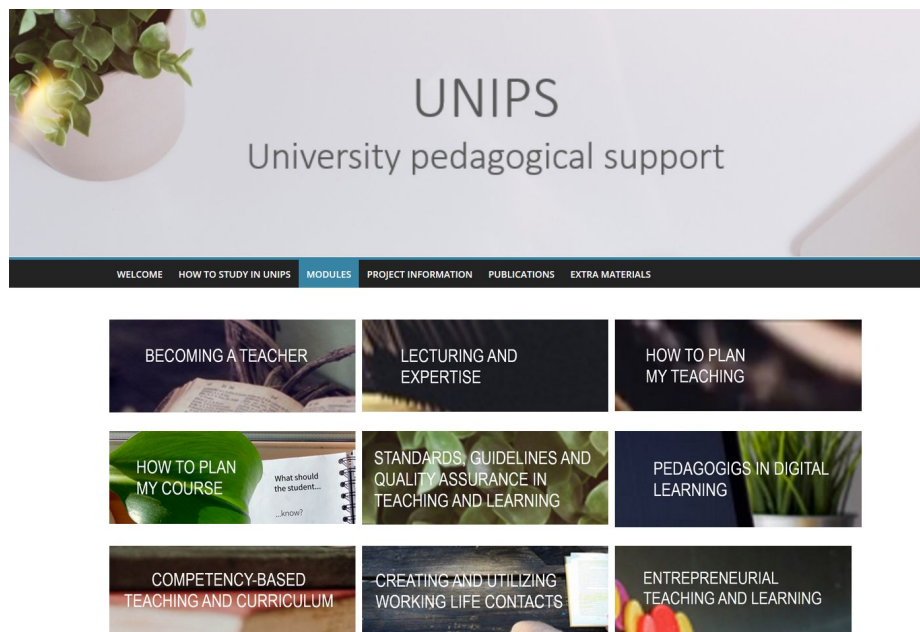 UNIPS
University pedagogical support
WELCOME HOW TO STUDY IN UNIPS MODULES PROJECT INFORMATION PUBLICATIONS EXTRA MATERIALS
BECOMING A TEACHER
LECTURING AND
EXPERTISE
HOW TO PLAN
MY TEACHING
HOW TO PLAN
MY COURSE
What should
the student...
...know?
STANDARDS, GUIDELINES AND
QUALITY ASSURANCE IN
TEACHING AND LEARNING
PEDAGOGIGS IN DIGITAL
LEARNING
COMPETENCY-BASED
TEACHING AND CURRICULUM
CREATING AND UTILIZING
WORKING LIFE CONTACTS
ENTREPRENEURIAL
TEACHING AND LEARNING